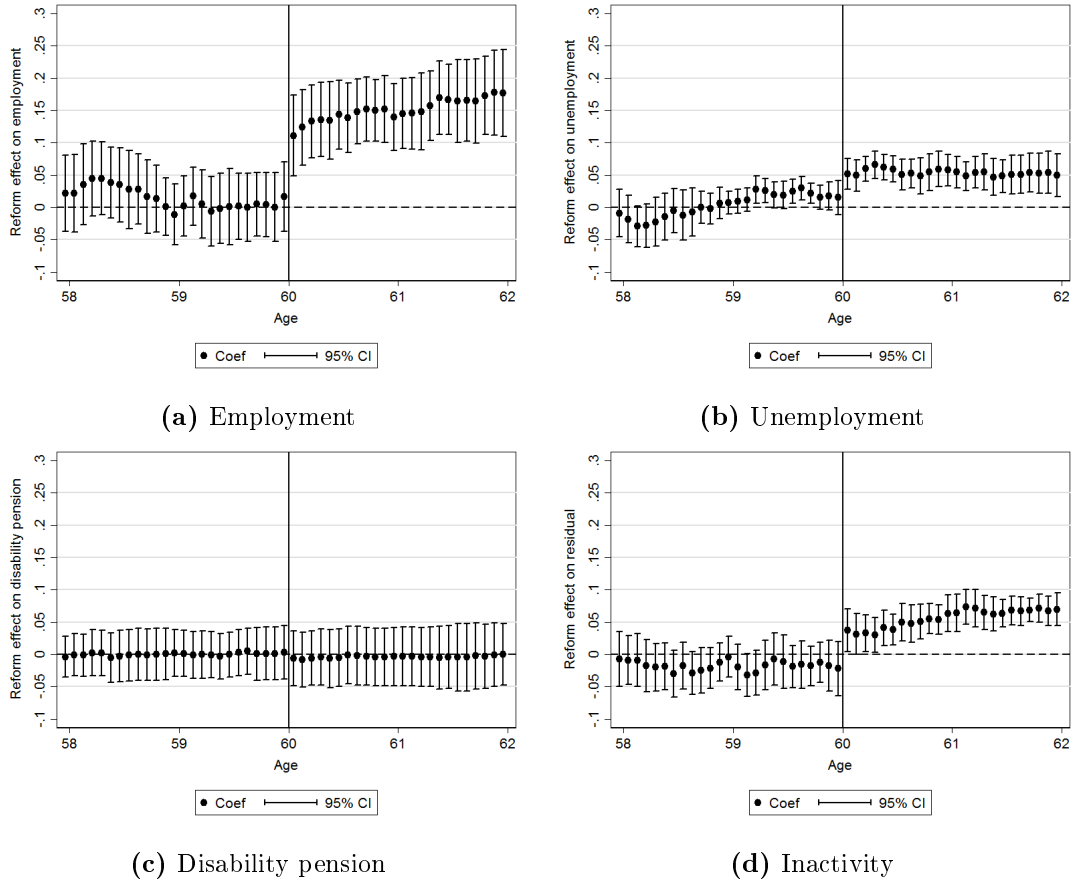 Reform effect on employment
.3
.25
.2
.15
.1
.05
0
-.05
-.1
58 59 60 61 62
Age
Coef 95% CI
(a) Employment
Reform effect on unemployment
.3
.25
.2
.15
.1
.05
0
-.05
-.1
58 59 60 61 62
Age
Coef 95% CI
(b) Unemployment
Reform effect on disability pension
.3
.25
.2
.15
.1
.05
0
-.05
-.1
58 59 60 61 62
Age
Coef 95% CI
(c) Disability pension
Reform effect on residual
.3
.25
.2
.15
.1
.05
0
-.05
-.1
58 59 60 61 62
Age
Coef 95% CI
(d) Inactivity